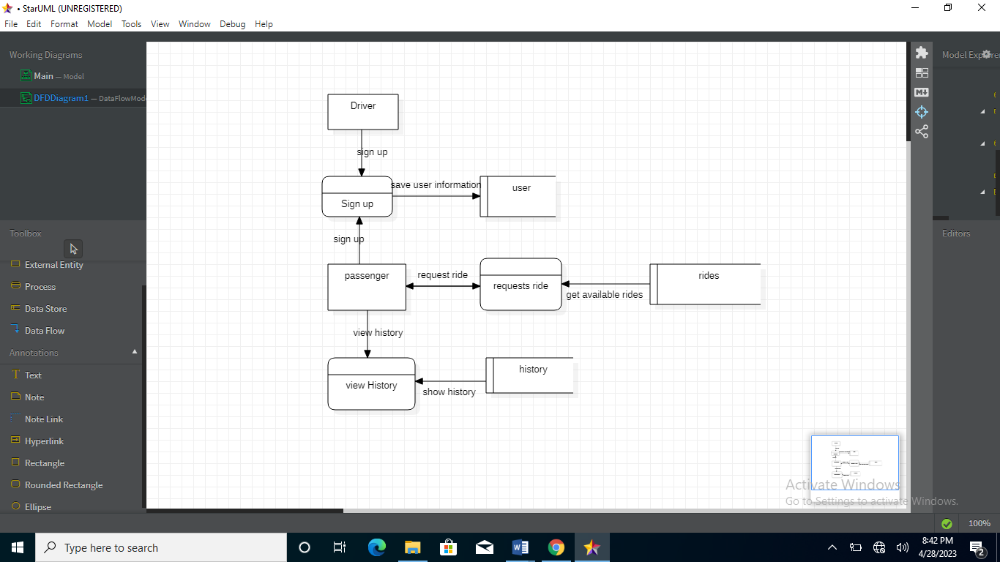 • StarUML (UNREGISTERED)
File Edit Format Model Tools View Window Debug Help
Working Diagrams
Main — Model
DFDDiagram1 — DataFlowMod
Toolbox
External Entity
Process
Data Store
Data Flow
Annotations
Text
Note
Note Link
Hyperlink
Rectangle
Rounded Rectangle
Ellipse
Driver
sign up
Sign up
save user information
user
sign up
passenger
request ride
requests ride
get available rides
rides
view history
view History
show history
history
Model Explorer
Editors
Activate Windows
Go to Settings to activate Windows.
100%
Type here to search
8:42 PM
4/28/2023
2